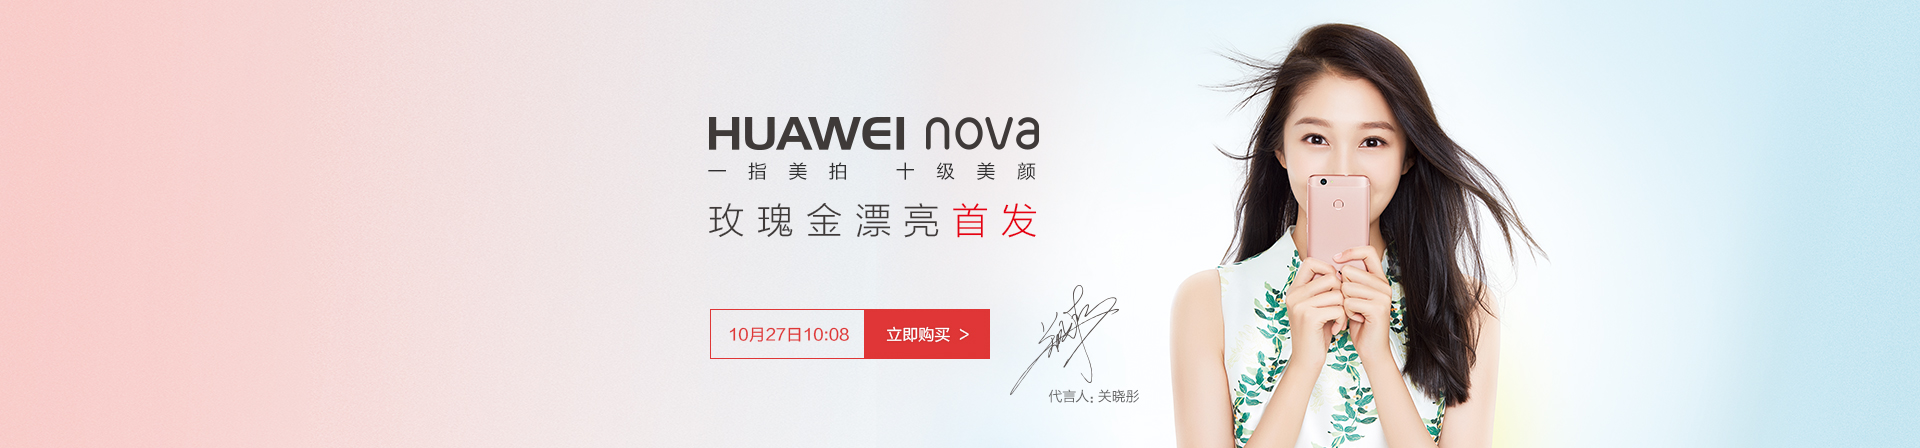 HUAWEI nova
一指美拍 十级美颜
玫瑰金漂亮首发
10月27日10:08 立即购买 >
代言人: 关晓彤